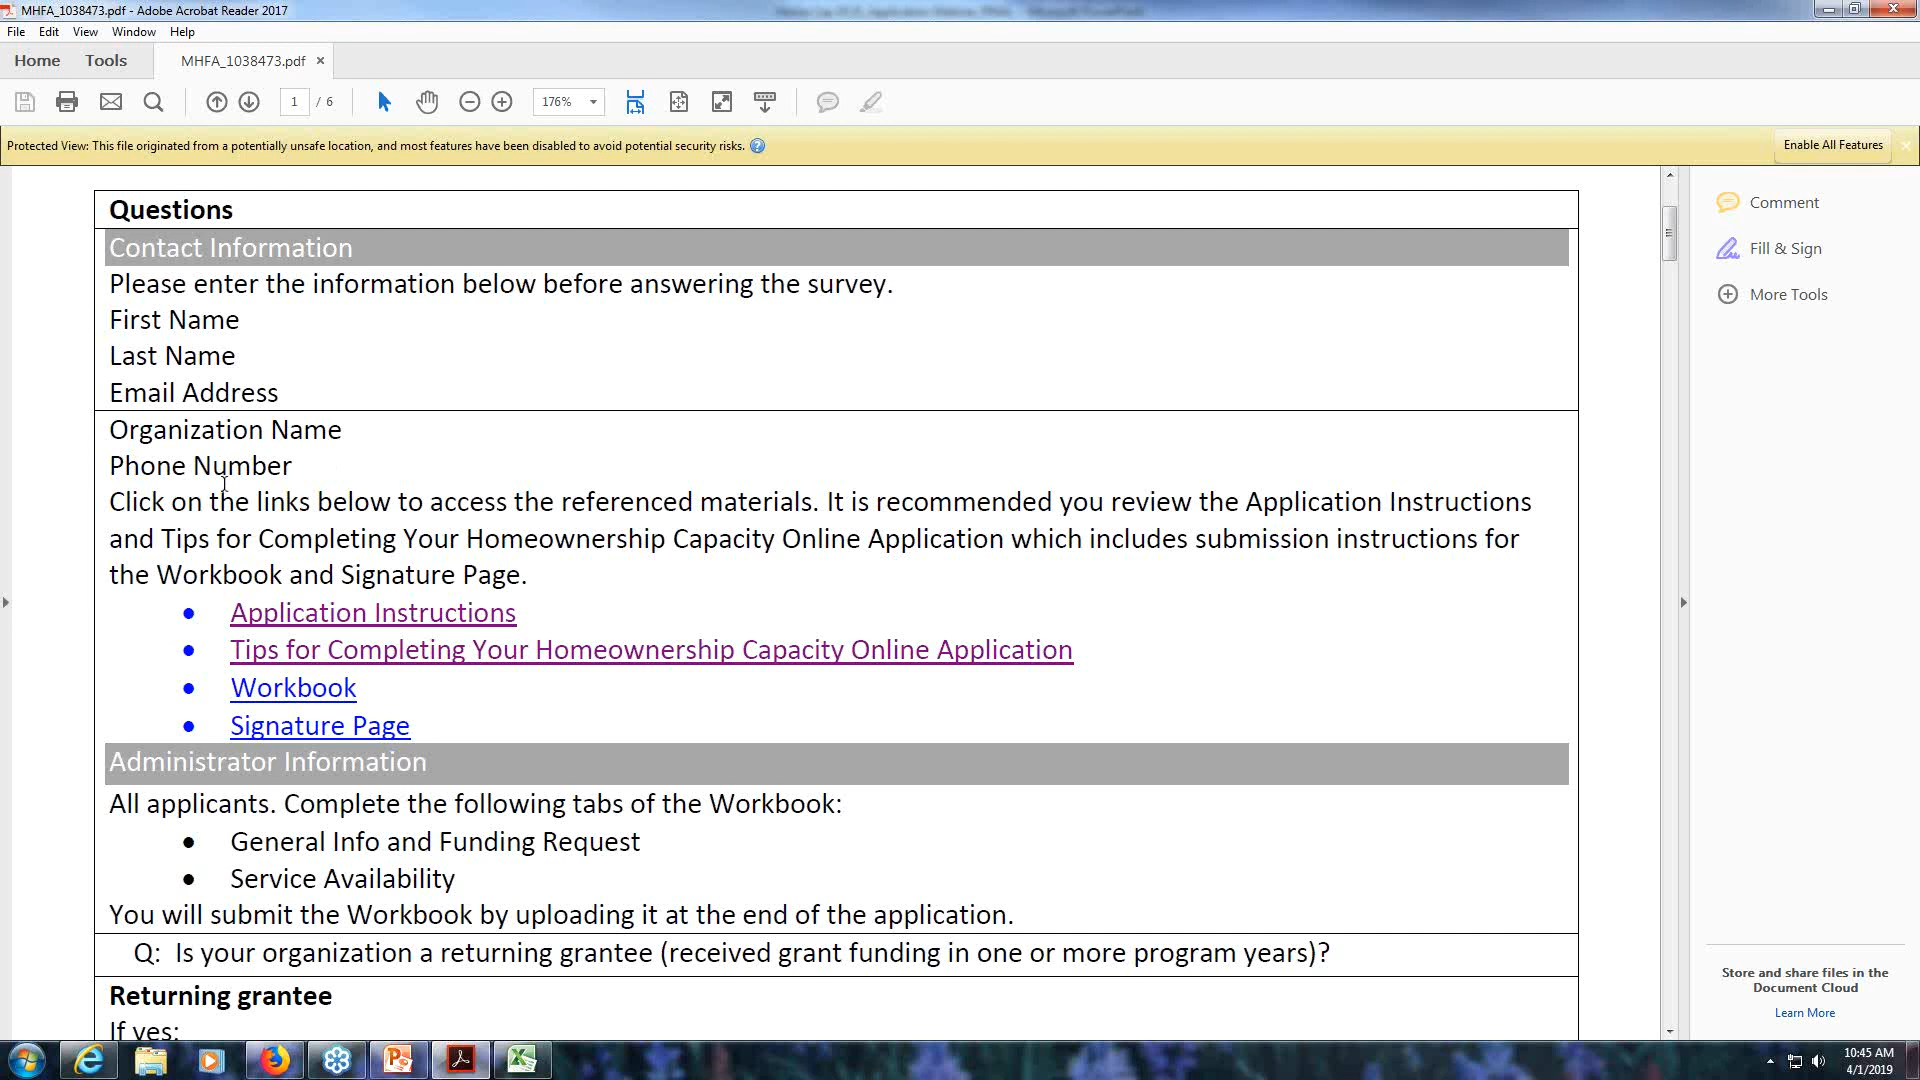 MHFA_1038473.pdf - Adobe Acrobat Reader 2017
File Edit View Window Help
Home Tools MHFA_1038473.pdf ×
1 / 6 176%
Protected View: This file originated from a potentially unsafe location, and most features have been disabled to avoid potential security risks. Enable All Features
Questions
Contact Information
Please enter the information below before answering the survey.
First Name
Last Name
Email Address
Organization Name
Phone Number
Click on the links below to access the referenced materials. It is recommended you review the Application Instructions
and Tips for Completing Your Homeownership Capacity Online Application which includes submission instructions for
the Workbook and Signature Page.
• Application Instructions
• Tips for Completing Your Homeownership Capacity Online Application
• Workbook
• Signature Page
Administrator Information
All applicants. Complete the following tabs of the Workbook:
• General Info and Funding Request
• Service Availability
You will submit the Workbook by uploading it at the end of the application.
Q: Is your organization a returning grantee (received grant funding in one or more program years)?
Returning grantee
If yes:
Comment
Fill & Sign
More Tools
Store and share files in the
Document Cloud
Learn More
10:45 AM
4/1/2019